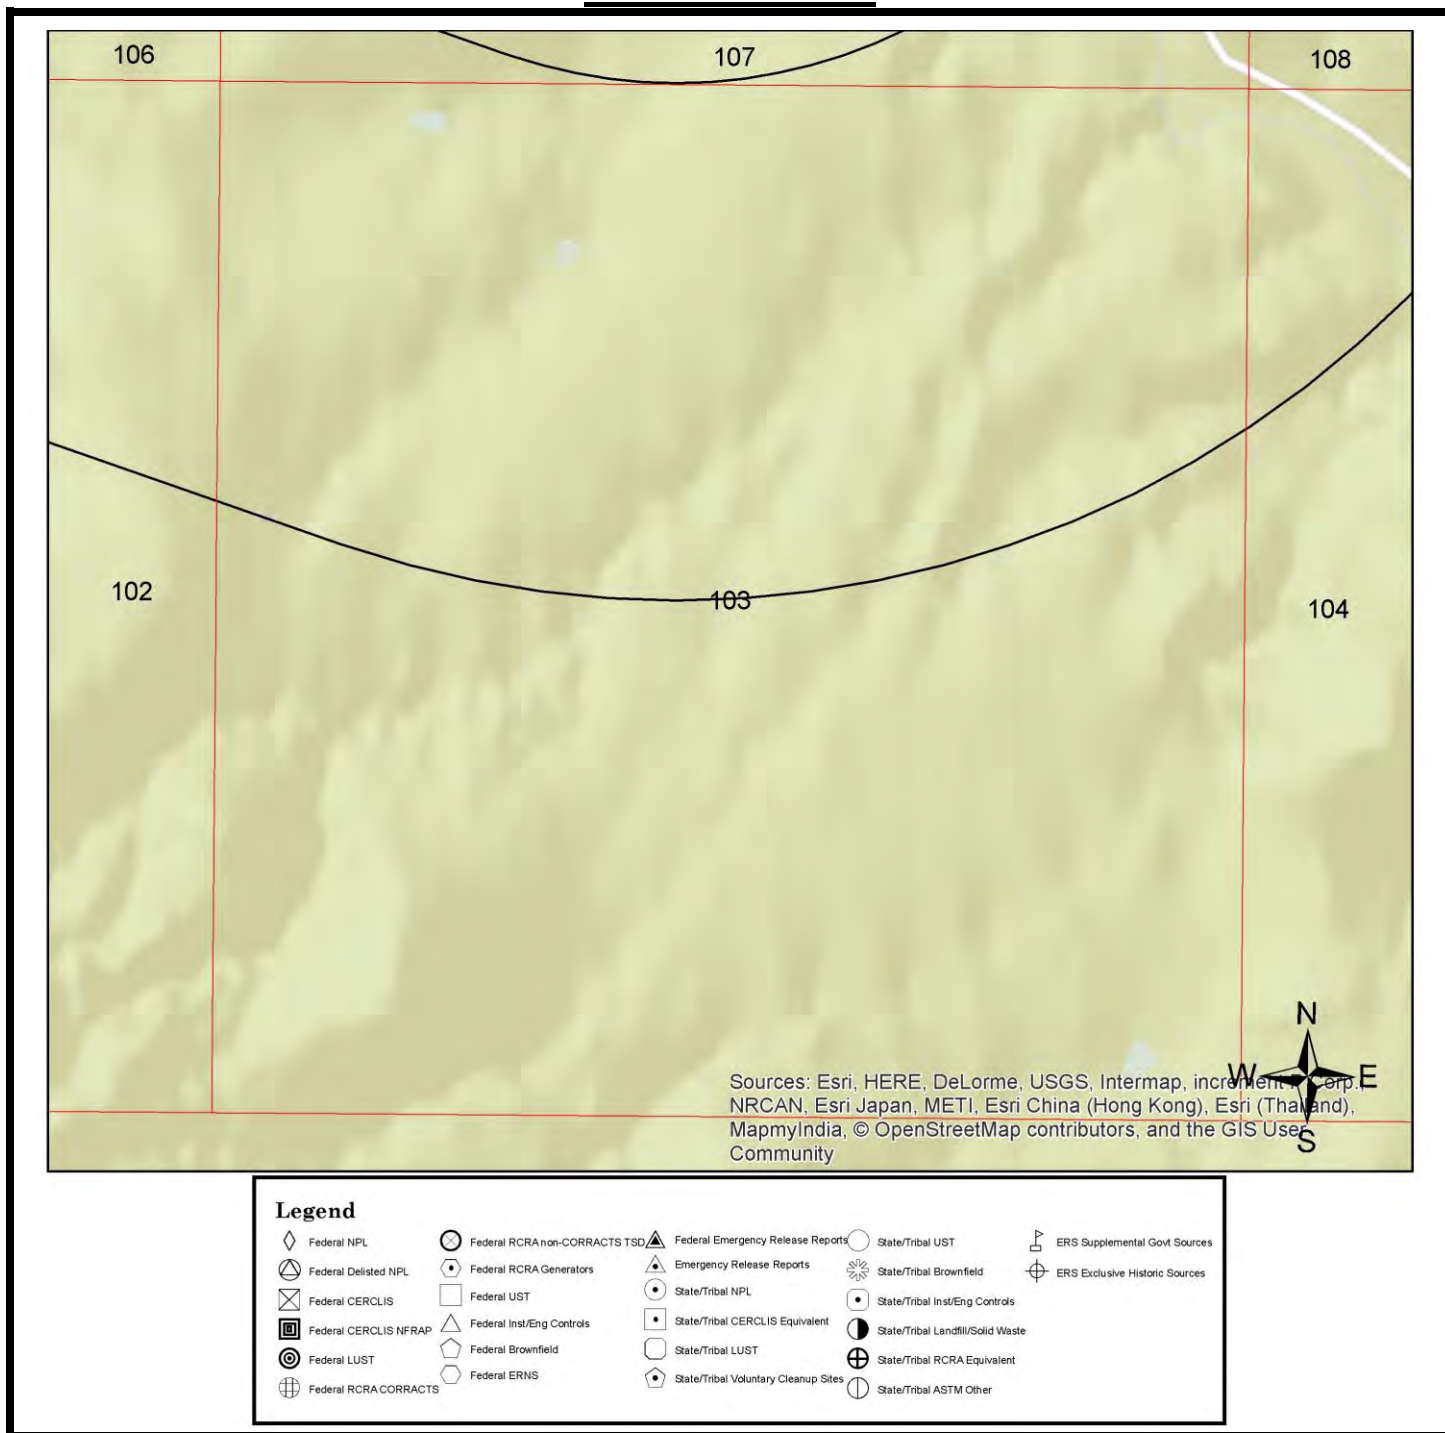 106
107
108
102
103
104
N
W
E
S
Sources: Esri, HERE, DeLorme, USGS, Intermap, increment P Corp.,
NRCAN, Esri Japan, METI, Esri China (Hong Kong), Esri (Thailand),
MapmyIndia, © OpenStreetMap contributors, and the GIS User
Community
Legend
Federal NPL
Federal Delisted NPL
Federal CERCLIS
Federal CERCLIS NFRAP
Federal LUST
Federal RCRA CORRACTS
Federal RCRA non-CORRACTS TSD
Federal RCRA Generators
Federal UST
Federal Inst/Eng Controls
Federal Brownfield
Federal ERNS
Federal Emergency Release Reports
Emergency Release Reports
State/Tribal NPL
State/Tribal CERCLIS Equivalent
State/Tribal LUST
State/Tribal Voluntary Cleanup Sites
State/Tribal UST
State/Tribal Brownfield
State/Tribal Inst/Eng Controls
State/Tribal Landfill/Solid Waste
State/Tribal RCRA Equivalent
State/Tribal ASTM Other
ERS Supplemental Govt Sources
ERS Exclusive Historic Sources